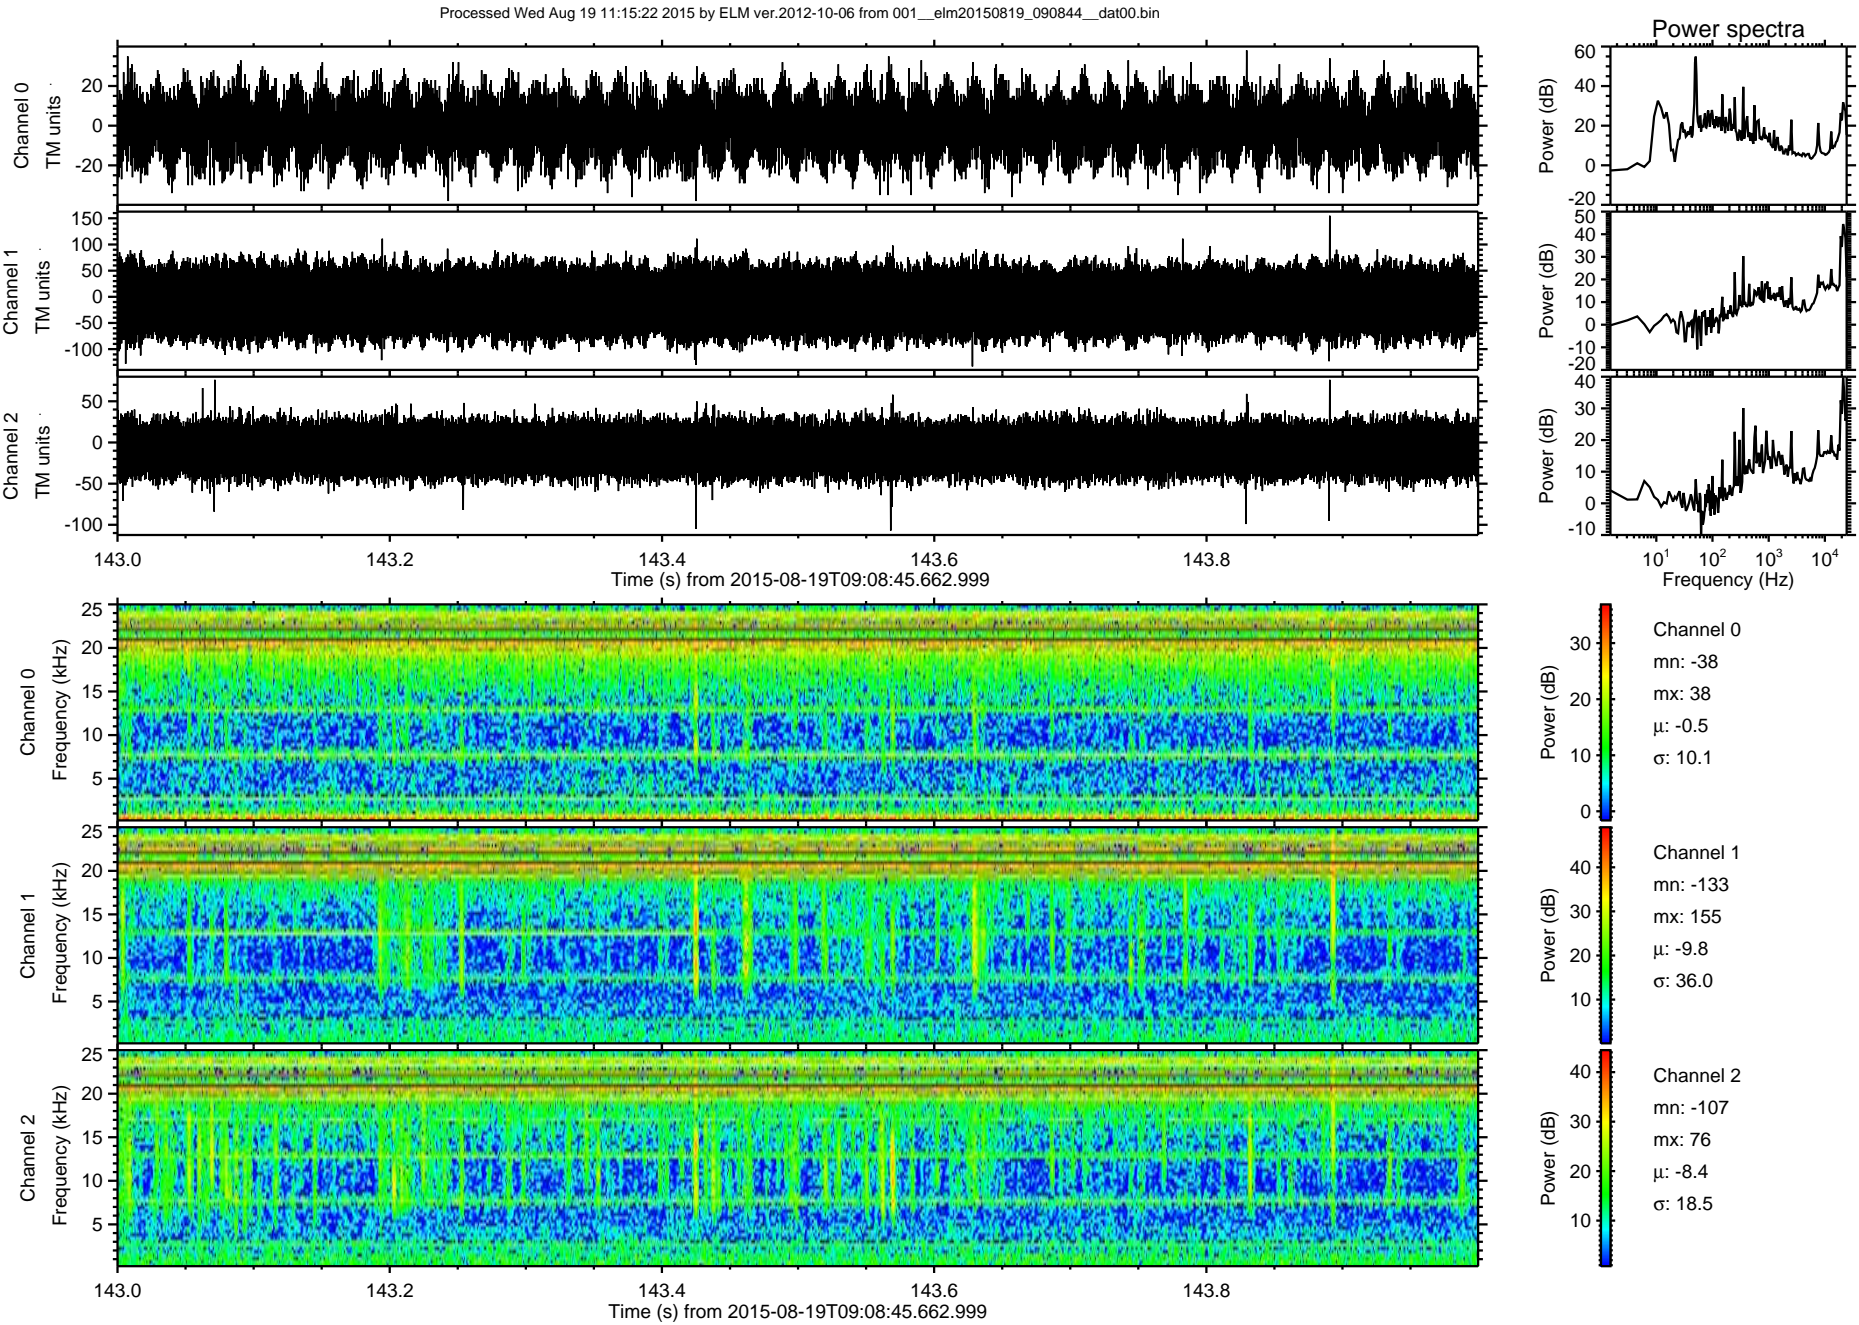 Processed Wed Aug 19 11:15:22 2015 by ELM ver.2012-10-06 from 001__elm20150819_090844__dat00.bin
Power spectra
Channel 0
TM units
20
0
-20
Power (dB)
60
40
20
0
-20
Channel 1
TM units
150
100
50
0
-50
-100
Power (dB)
50
40
30
20
10
0
-10
-20
Channel 2
TM units
50
0
-50
-100
Power (dB)
40
30
20
10
0
-10
143.0 143.2 143.4 143.6 143.8
Time (s) from 2015-08-19T09:08:45.662.999
10^1 10^2 10^3 10^4
Frequency (Hz)
Channel 0
Frequency (kHz)
25
20
15
10
5
Power (dB)
30
20
10
0
Channel 0
mn: -38
mx: 38
μ: -0.5
σ: 10.1
Channel 1
Frequency (kHz)
25
20
15
10
5
Power (dB)
40
30
20
10
Channel 1
mn: -133
mx: 155
μ: -9.8
σ: 36.0
Channel 2
Frequency (kHz)
25
20
15
10
5
Power (dB)
40
30
20
10
Channel 2
mn: -107
mx: 76
μ: -8.4
σ: 18.5
143.0 143.2 143.4 143.6 143.8
Time (s) from 2015-08-19T09:08:45.662.999